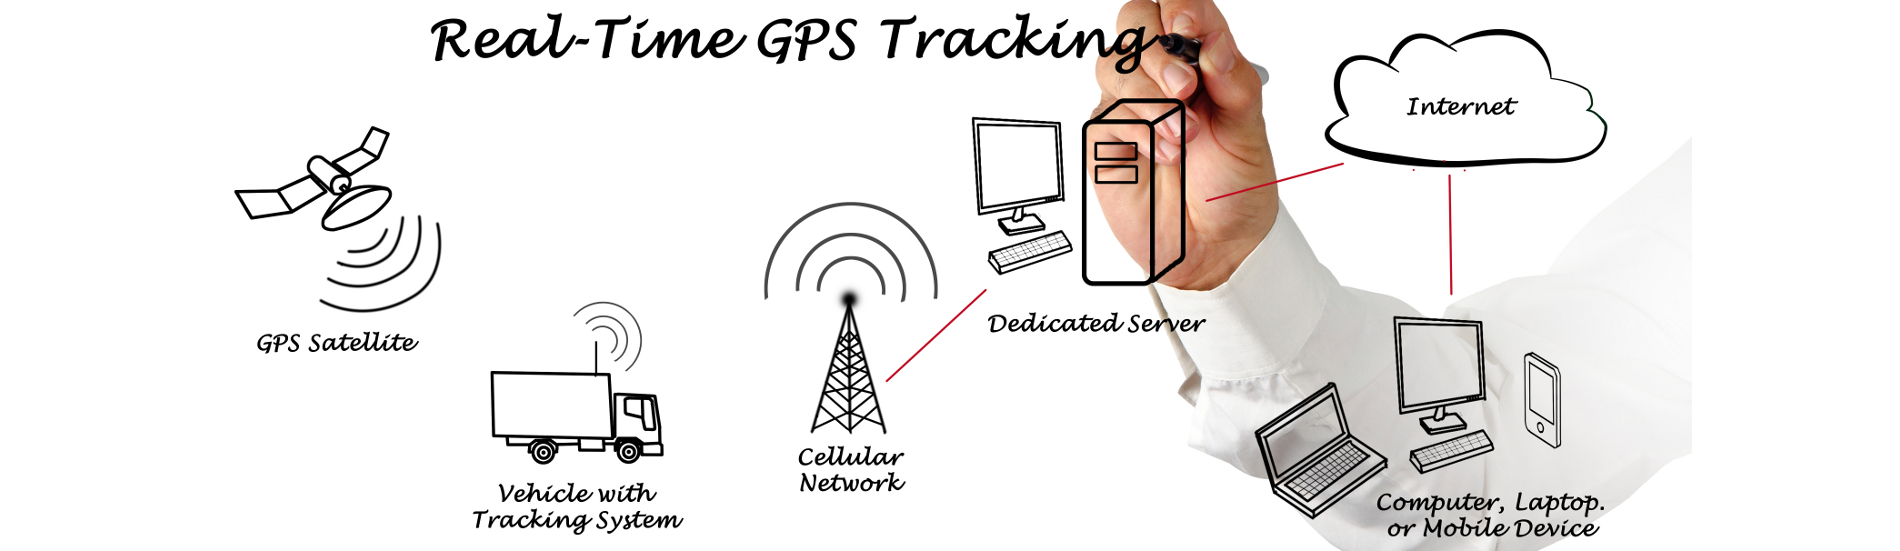 Real-Time GPS Tracking
Internet
GPS Satellite
Dedicated Server
Vehicle with
Tracking System
Cellular
Network
Computer, Laptop.
or Mobile Device